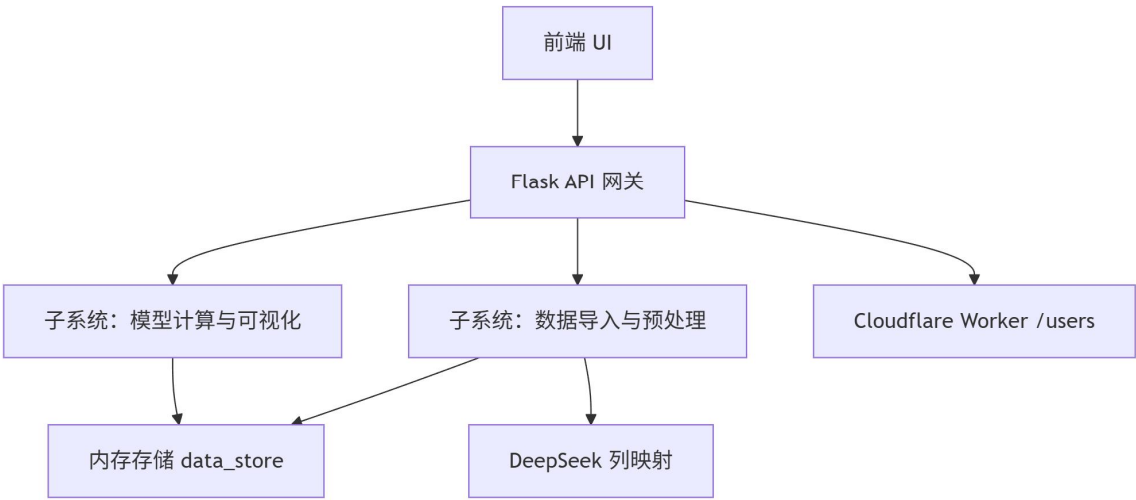 前端 UI
Flask API 网关
子系统：模型计算与可视化
子系统：数据导入与预处理
Cloudflare Worker /users
内存存储 data_store
DeepSeek 列映射